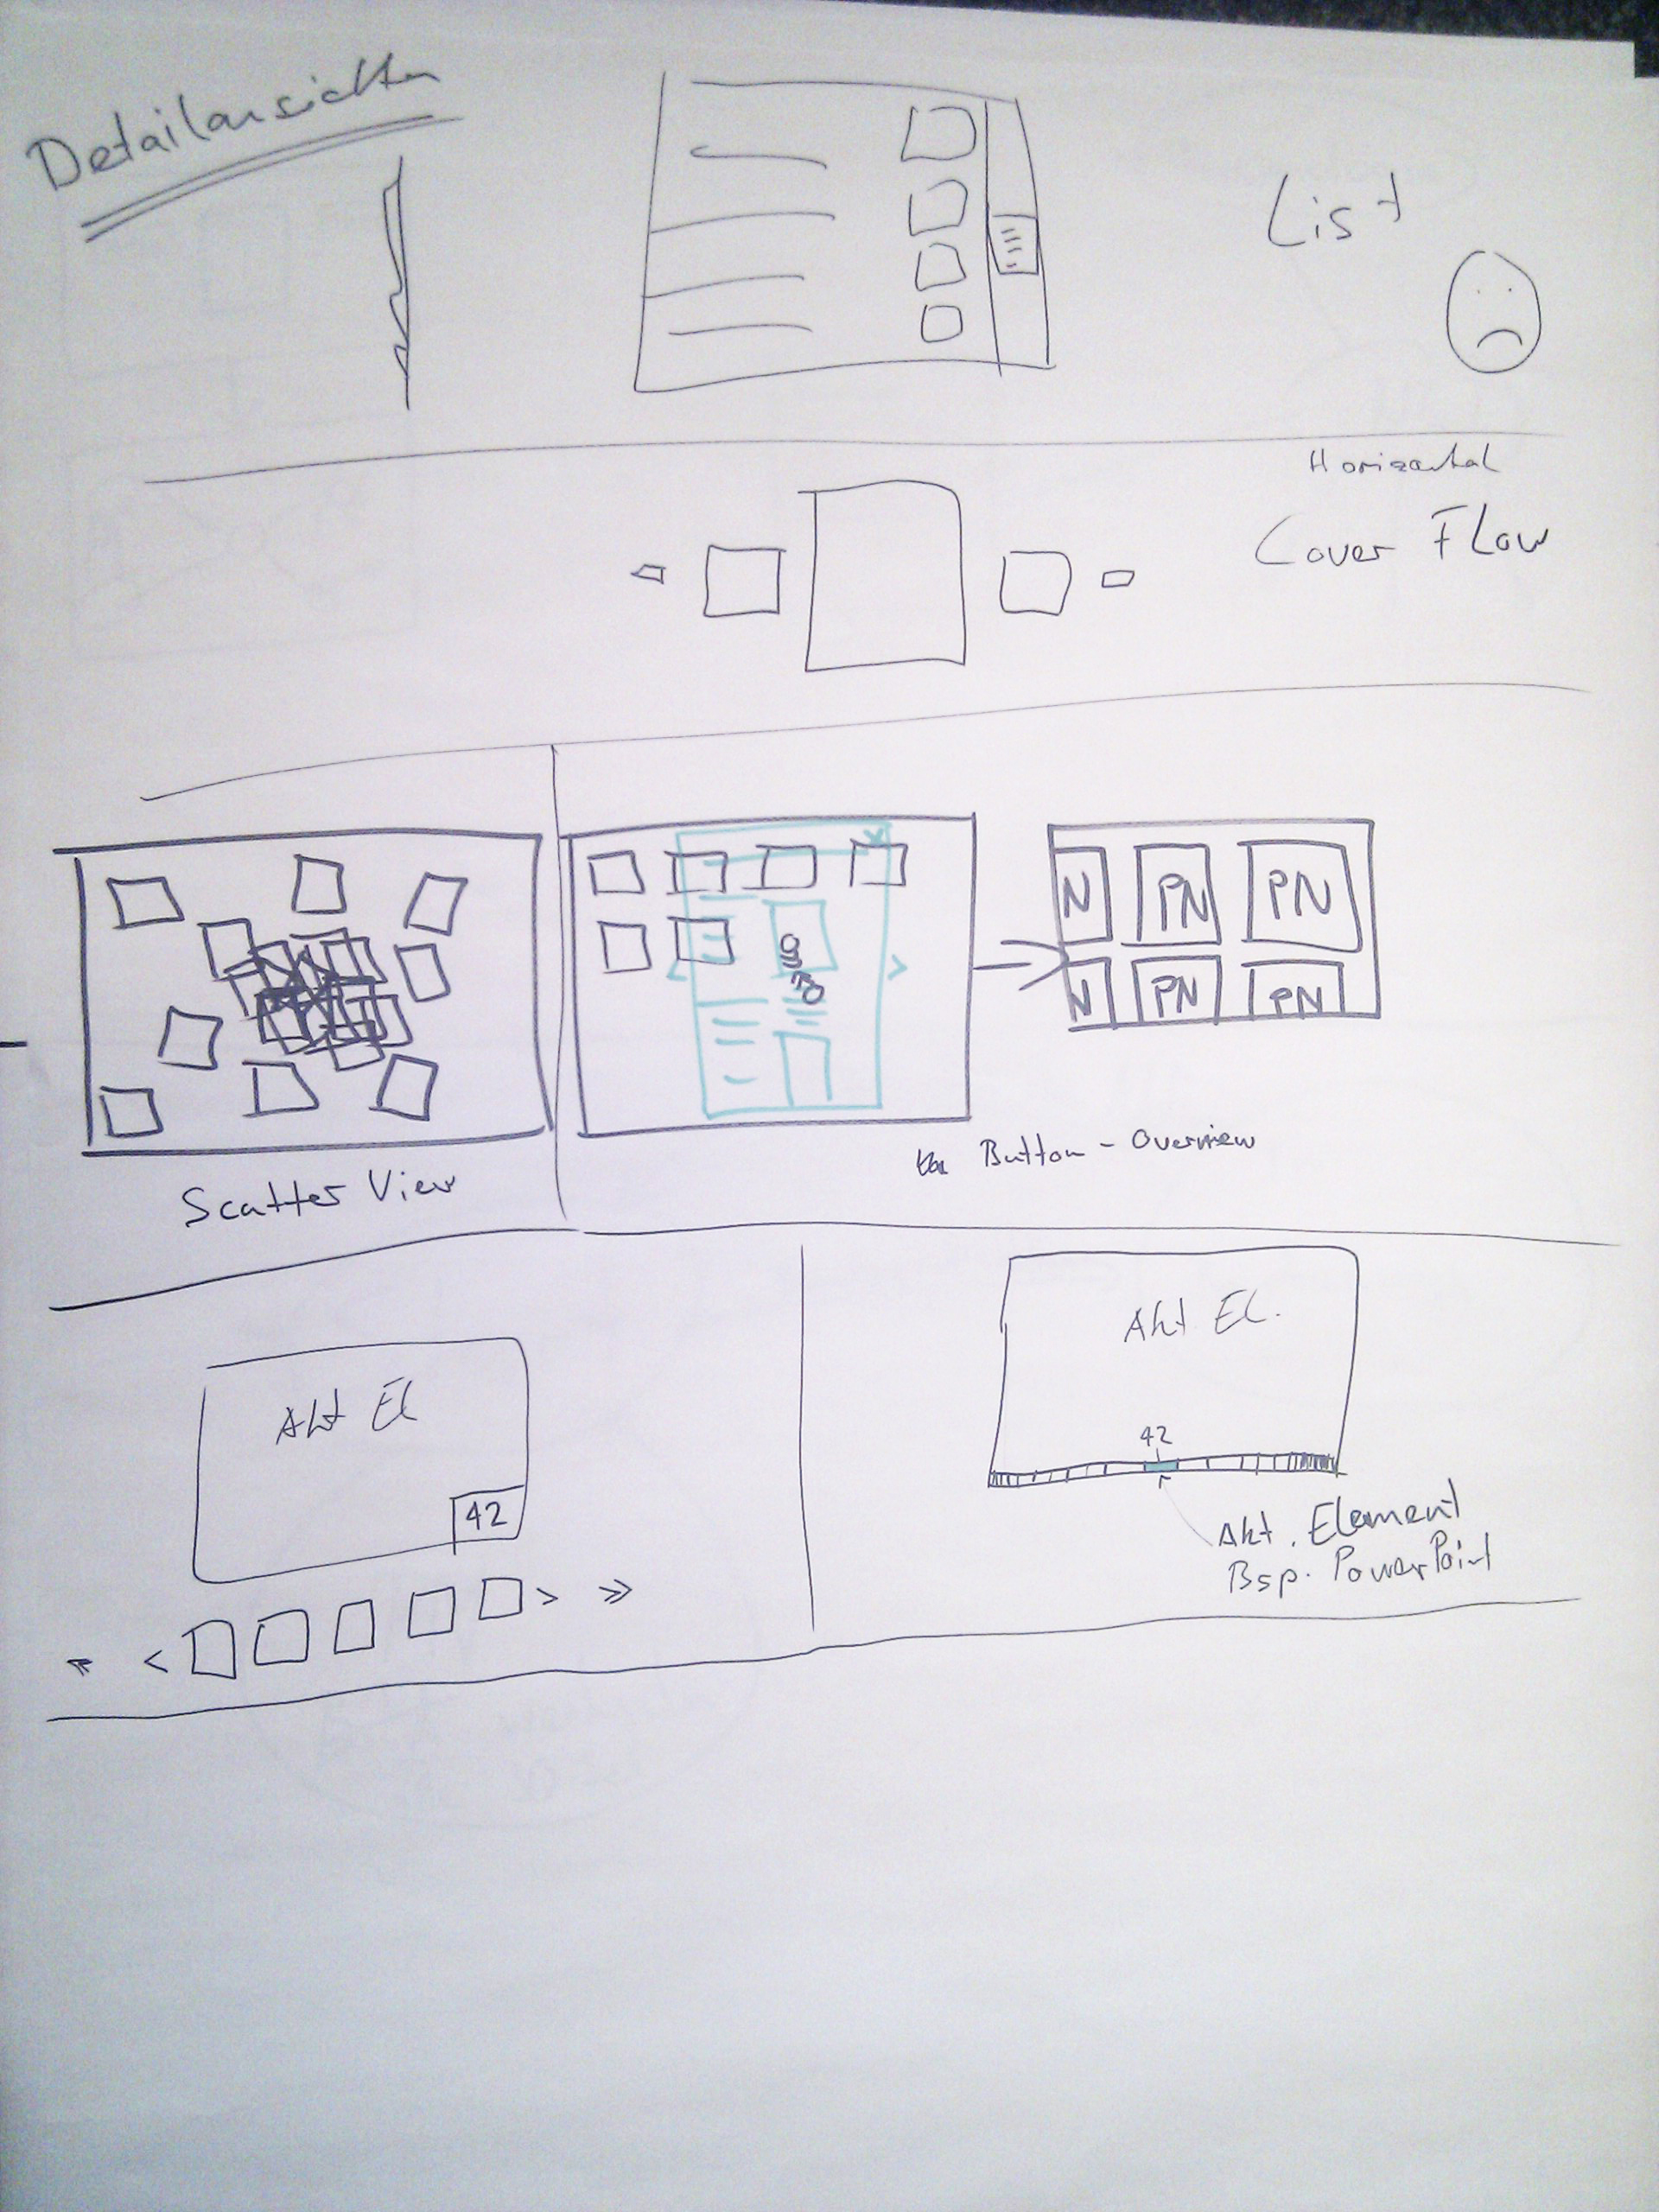 Detailansichten
List
Horizontal
Cover Flow
N PN PN
N PN PN
Button - Overview
Scatter View
Akt El.
42
Akt. Element
Bsp. PowerPoint
Akt El
42
< > >>